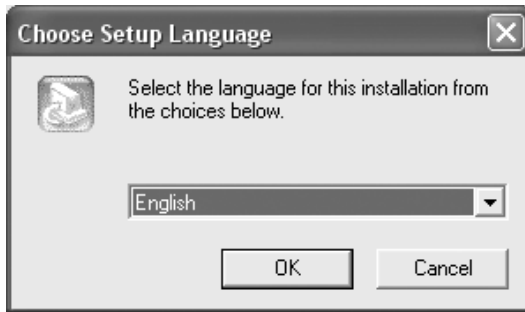 Choose Setup Language
Select the language for this installation from
the choices below.
English
OK
Cancel